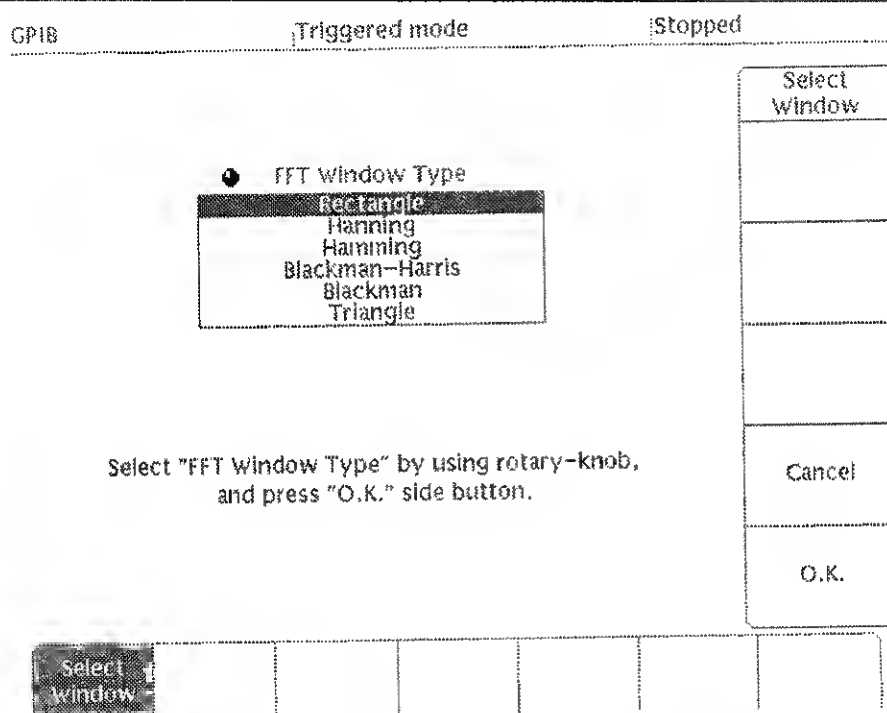 GPIB
Triggered mode
Stopped
Select
Window
FFT Window Type
Rectangle
Hanning
Hamming
Blackman-Harris
Blackman
Triangle
Select "FFT Window Type" by using rotary-knob,
and press "O.K." side button.
Cancel
O.K.
Select
Window